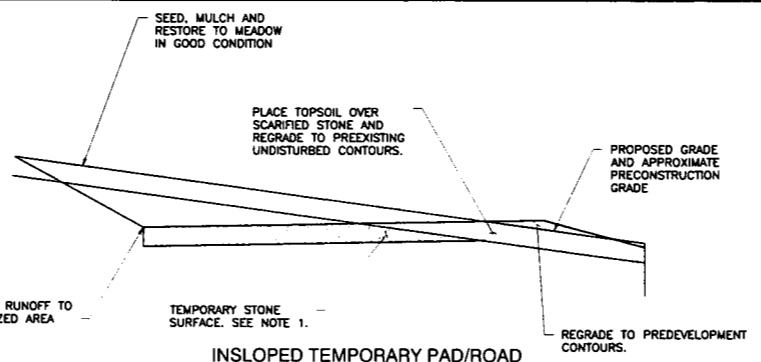 SEED, MULCH AND
RESTORE TO MEADOW
IN GOOD CONDITION
PLACE TOPSOIL OVER
SCARIFIED STONE AND
REGRADE TO PREEXISTING
UNDISTURBED CONTOURS.
PROPOSED GRADE
AND APPROXIMATE
PRECONSTRUCTION
GRADE
RUNOFF TO
ZED AREA
TEMPORARY STONE
SURFACE. SEE NOTE 1.
REGRADE TO PREDEVELOPMENT
CONTOURS.
INSLOPED TEMPORARY PAD/ROAD